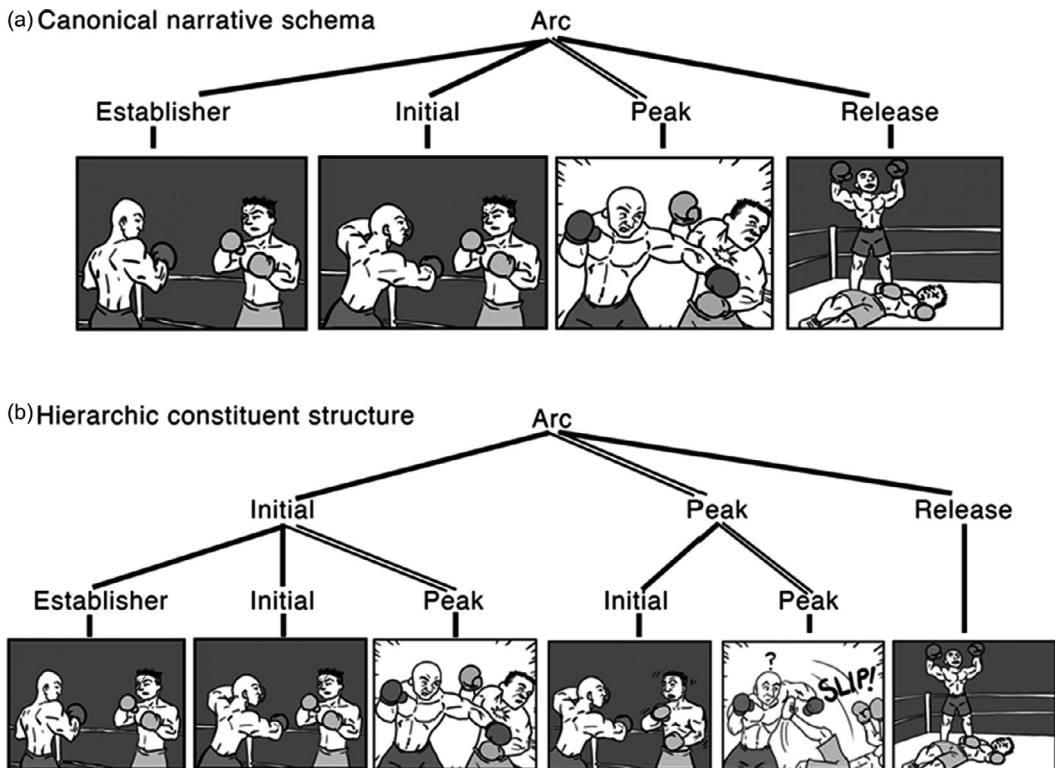 (a) Canonical narrative schema
Arc
Establisher Initial Peak Release
(b) Hierarchic constituent structure
Arc
Initial Peak Release
Establisher Initial Peak Initial Peak
?
SLIP!